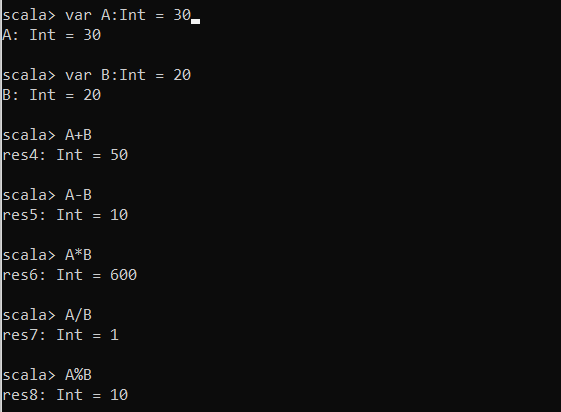 scala> var A:Int = 30
A: Int = 30
scala> var B:Int = 20
B: Int = 20
scala> A+B
res4: Int = 50
scala> A-B
res5: Int = 10
scala> A*B
res6: Int = 600
scala> A/B
res7: Int = 1
scala> A%B
res8: Int = 10